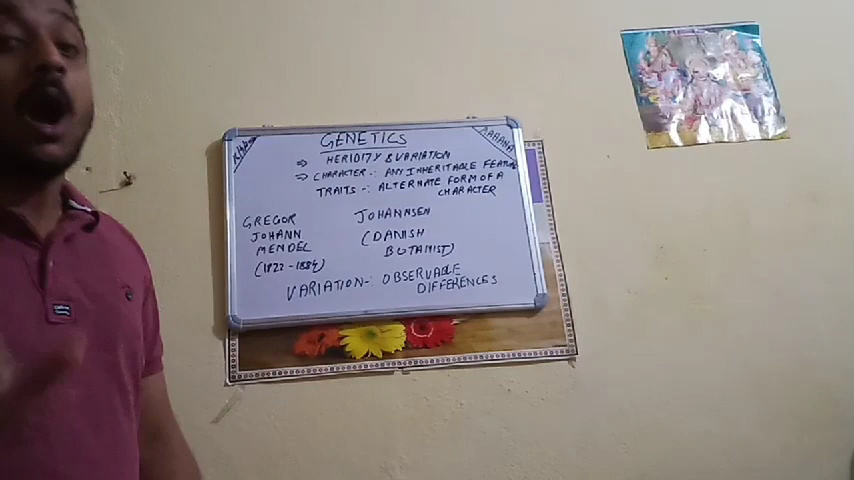 GENETICS
⇒ HERIDITY & VARIATION
⇒ CHARACTER-: ANY INHERITABLE FEATURE
TRAITS-: ALTERNATE FORM OF A
CHARACTER
GREGOR
JOHANN
MENDEL
(1822-1884)
JOHANNSEN
(DANISH
BOTANIST)
VARIATION-: OBSERVABLE
DIFFERENCES